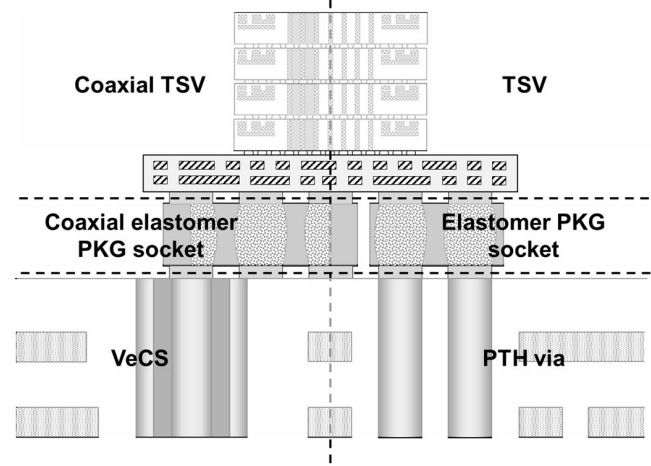 Coaxial TSV
TSV
Coaxial elastomer
PKG socket
Elastomer PKG
socket
VeCS
PTH via